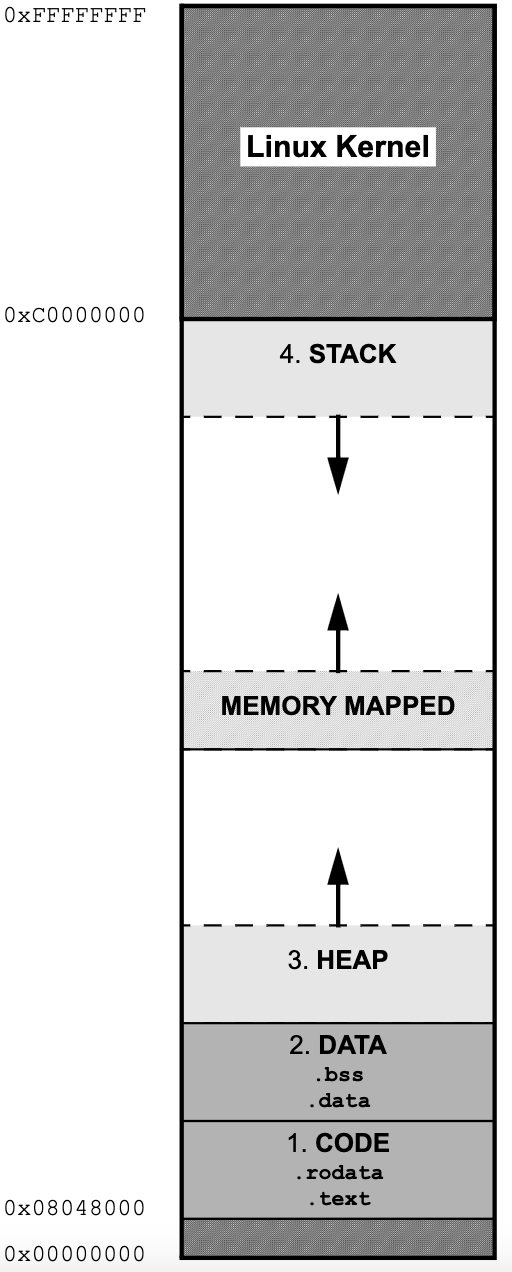 0xFFFFFFFF
Linux Kernel
0xC0000000
4. STACK
MEMORY MAPPED
3. HEAP
2. DATA
.bss
.data
1. CODE
.rodata
.text
0x08048000
0x00000000